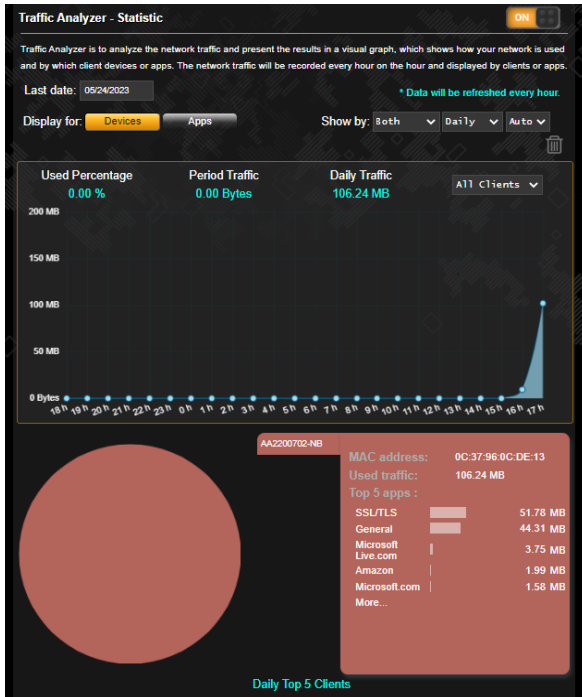 Traffic Analyzer - Statistic
ON
Traffic Analyzer is to analyze the network traffic and present the results in a visual graph, which shows how your network is used
and by which client devices or apps. The network traffic will be recorded every hour on the hour and displayed by clients or apps.
Last date: 05/24/2023
* Data will be refreshed every hour.
Display for: Devices Apps Show by: Both Daily Auto
Used Percentage Period Traffic Daily Traffic All Clients
0.00 % 0.00 Bytes 106.24 MB
200 MB
150 MB
100 MB
50 MB
0 Bytes
18 h 19 h 20 h 21 h 22 h 23 h 0 h 1 h 2 h 3 h 4 h 5 h 6 h 7 h 8 h 9 h 10 h 11 h 12 h 13 h 14 h 15 h 16 h 17 h
AA2200702-NB
MAC address: 0C:37:96:0C:DE:13
Used traffic: 106.24 MB
Top 5 apps :
SSL/TLS 51.78 MB
General 44.31 MB
Microsoft
Live.com 3.75 MB
Amazon 1.99 MB
Microsoft.com 1.58 MB
More...
Daily Top 5 Clients